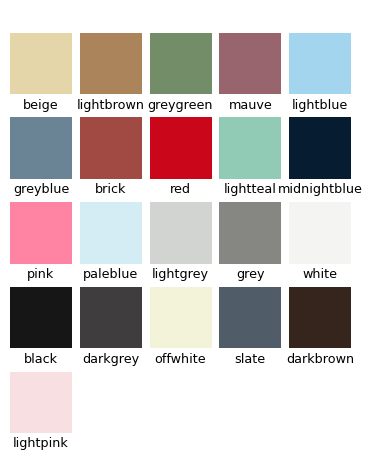 beige lightbrown greygreen mauve lightblue
greyblue brick red lightteal midnightblue
pink paleblue lightgrey grey white
black darkgrey offwhite slate darkbrown
lightpink